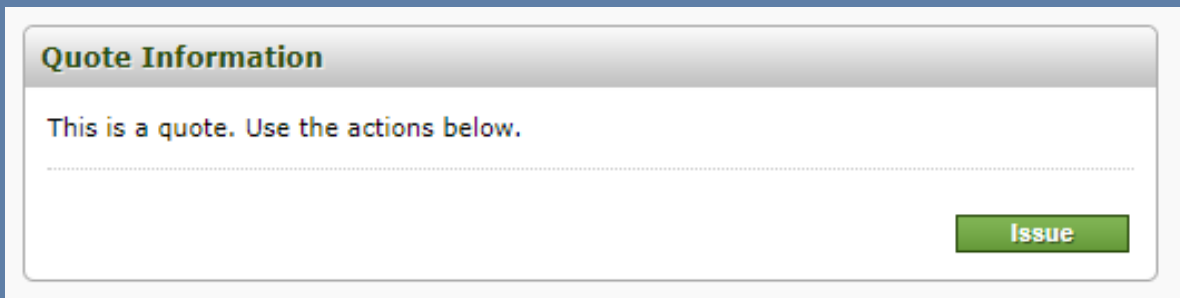 Quote Information
This is a quote. Use the actions below.
Issue